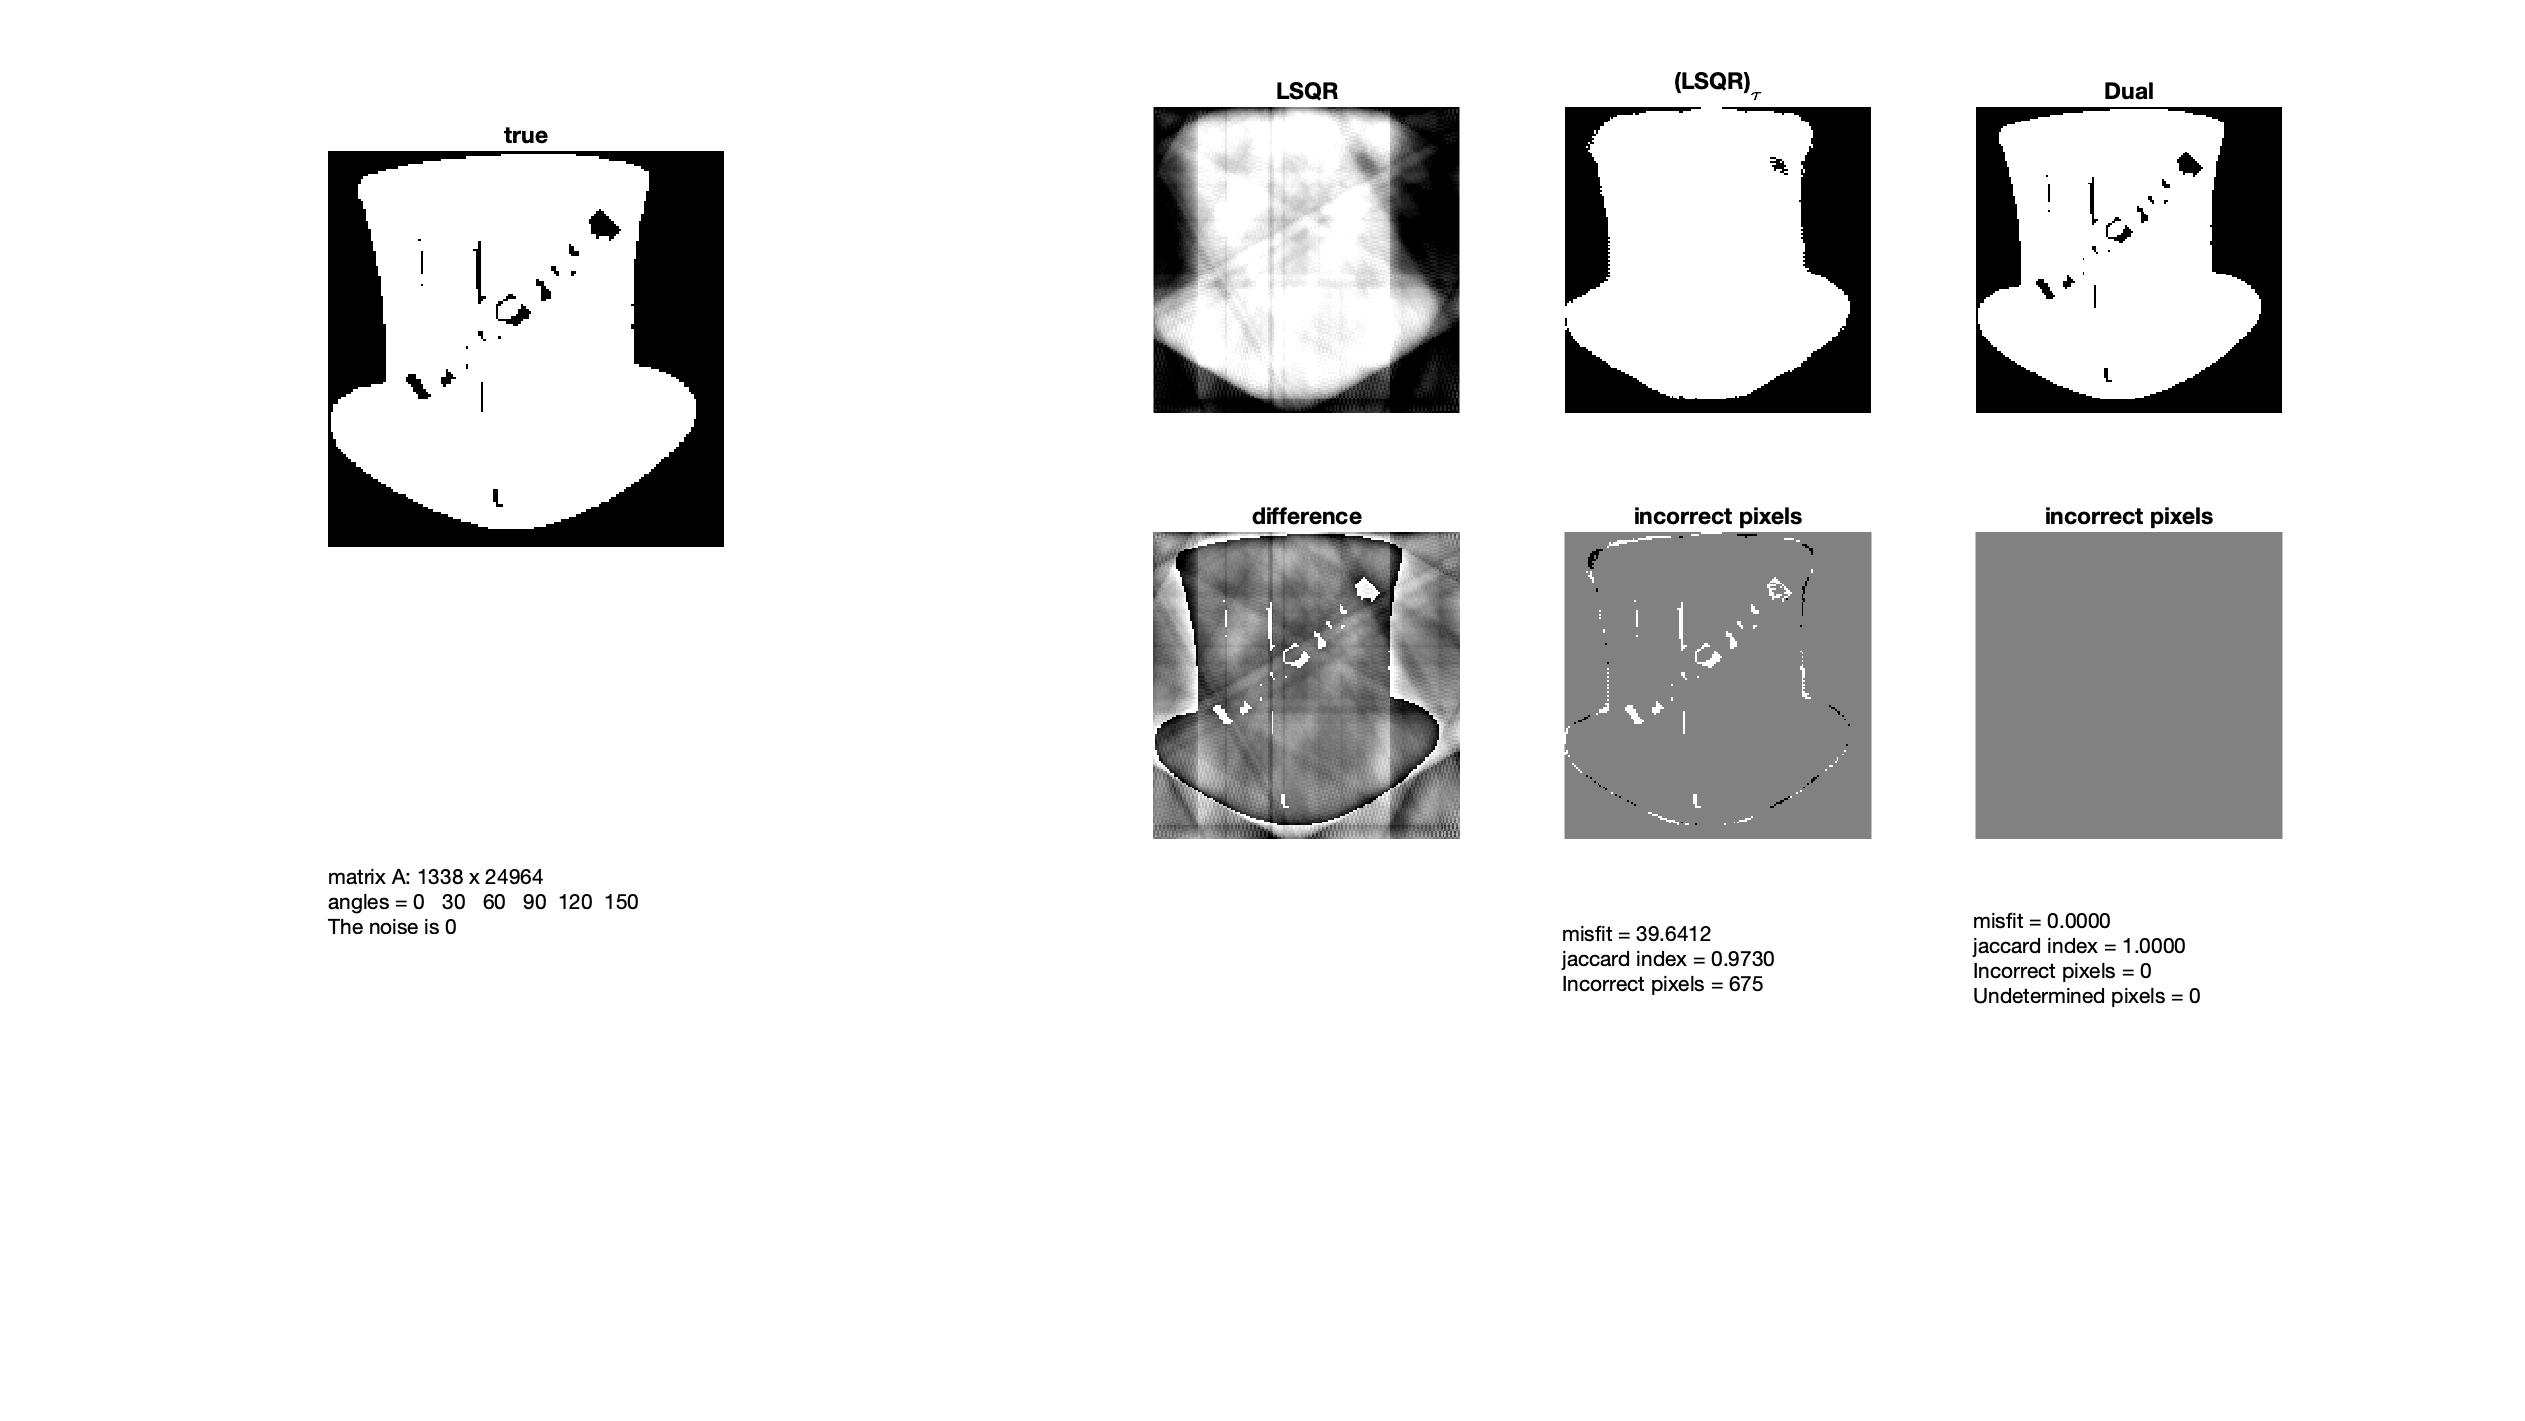 true
LSQR
(LSQR)τ
Dual
difference
incorrect pixels
incorrect pixels
matrix A: 1338 x 24964
angles = 0 30 60 90 120 150
The noise is 0
misfit = 39.6412
jaccard index = 0.9730
Incorrect pixels = 675
misfit = 0.0000
jaccard index = 1.0000
Incorrect pixels = 0
Undetermined pixels = 0